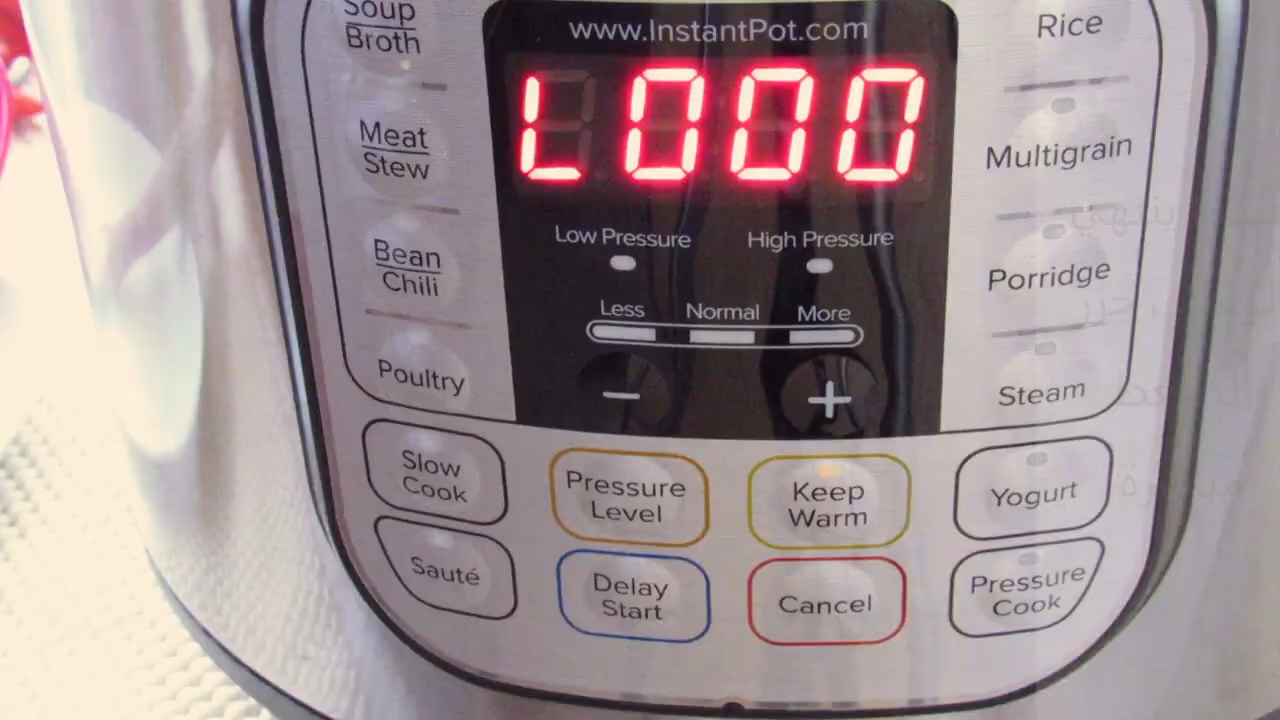 Soup
Broth
www.InstantPot.com
Rice
L000
Meat
Stew
Multigrain
Low Pressure
High Pressure
Bean
Chili
Porridge
Less
Normal
More
Poultry
−
+
Steam
Slow
Cook
Pressure
Level
Keep
Warm
Yogurt
Sauté
Delay
Start
Cancel
Pressure
Cook